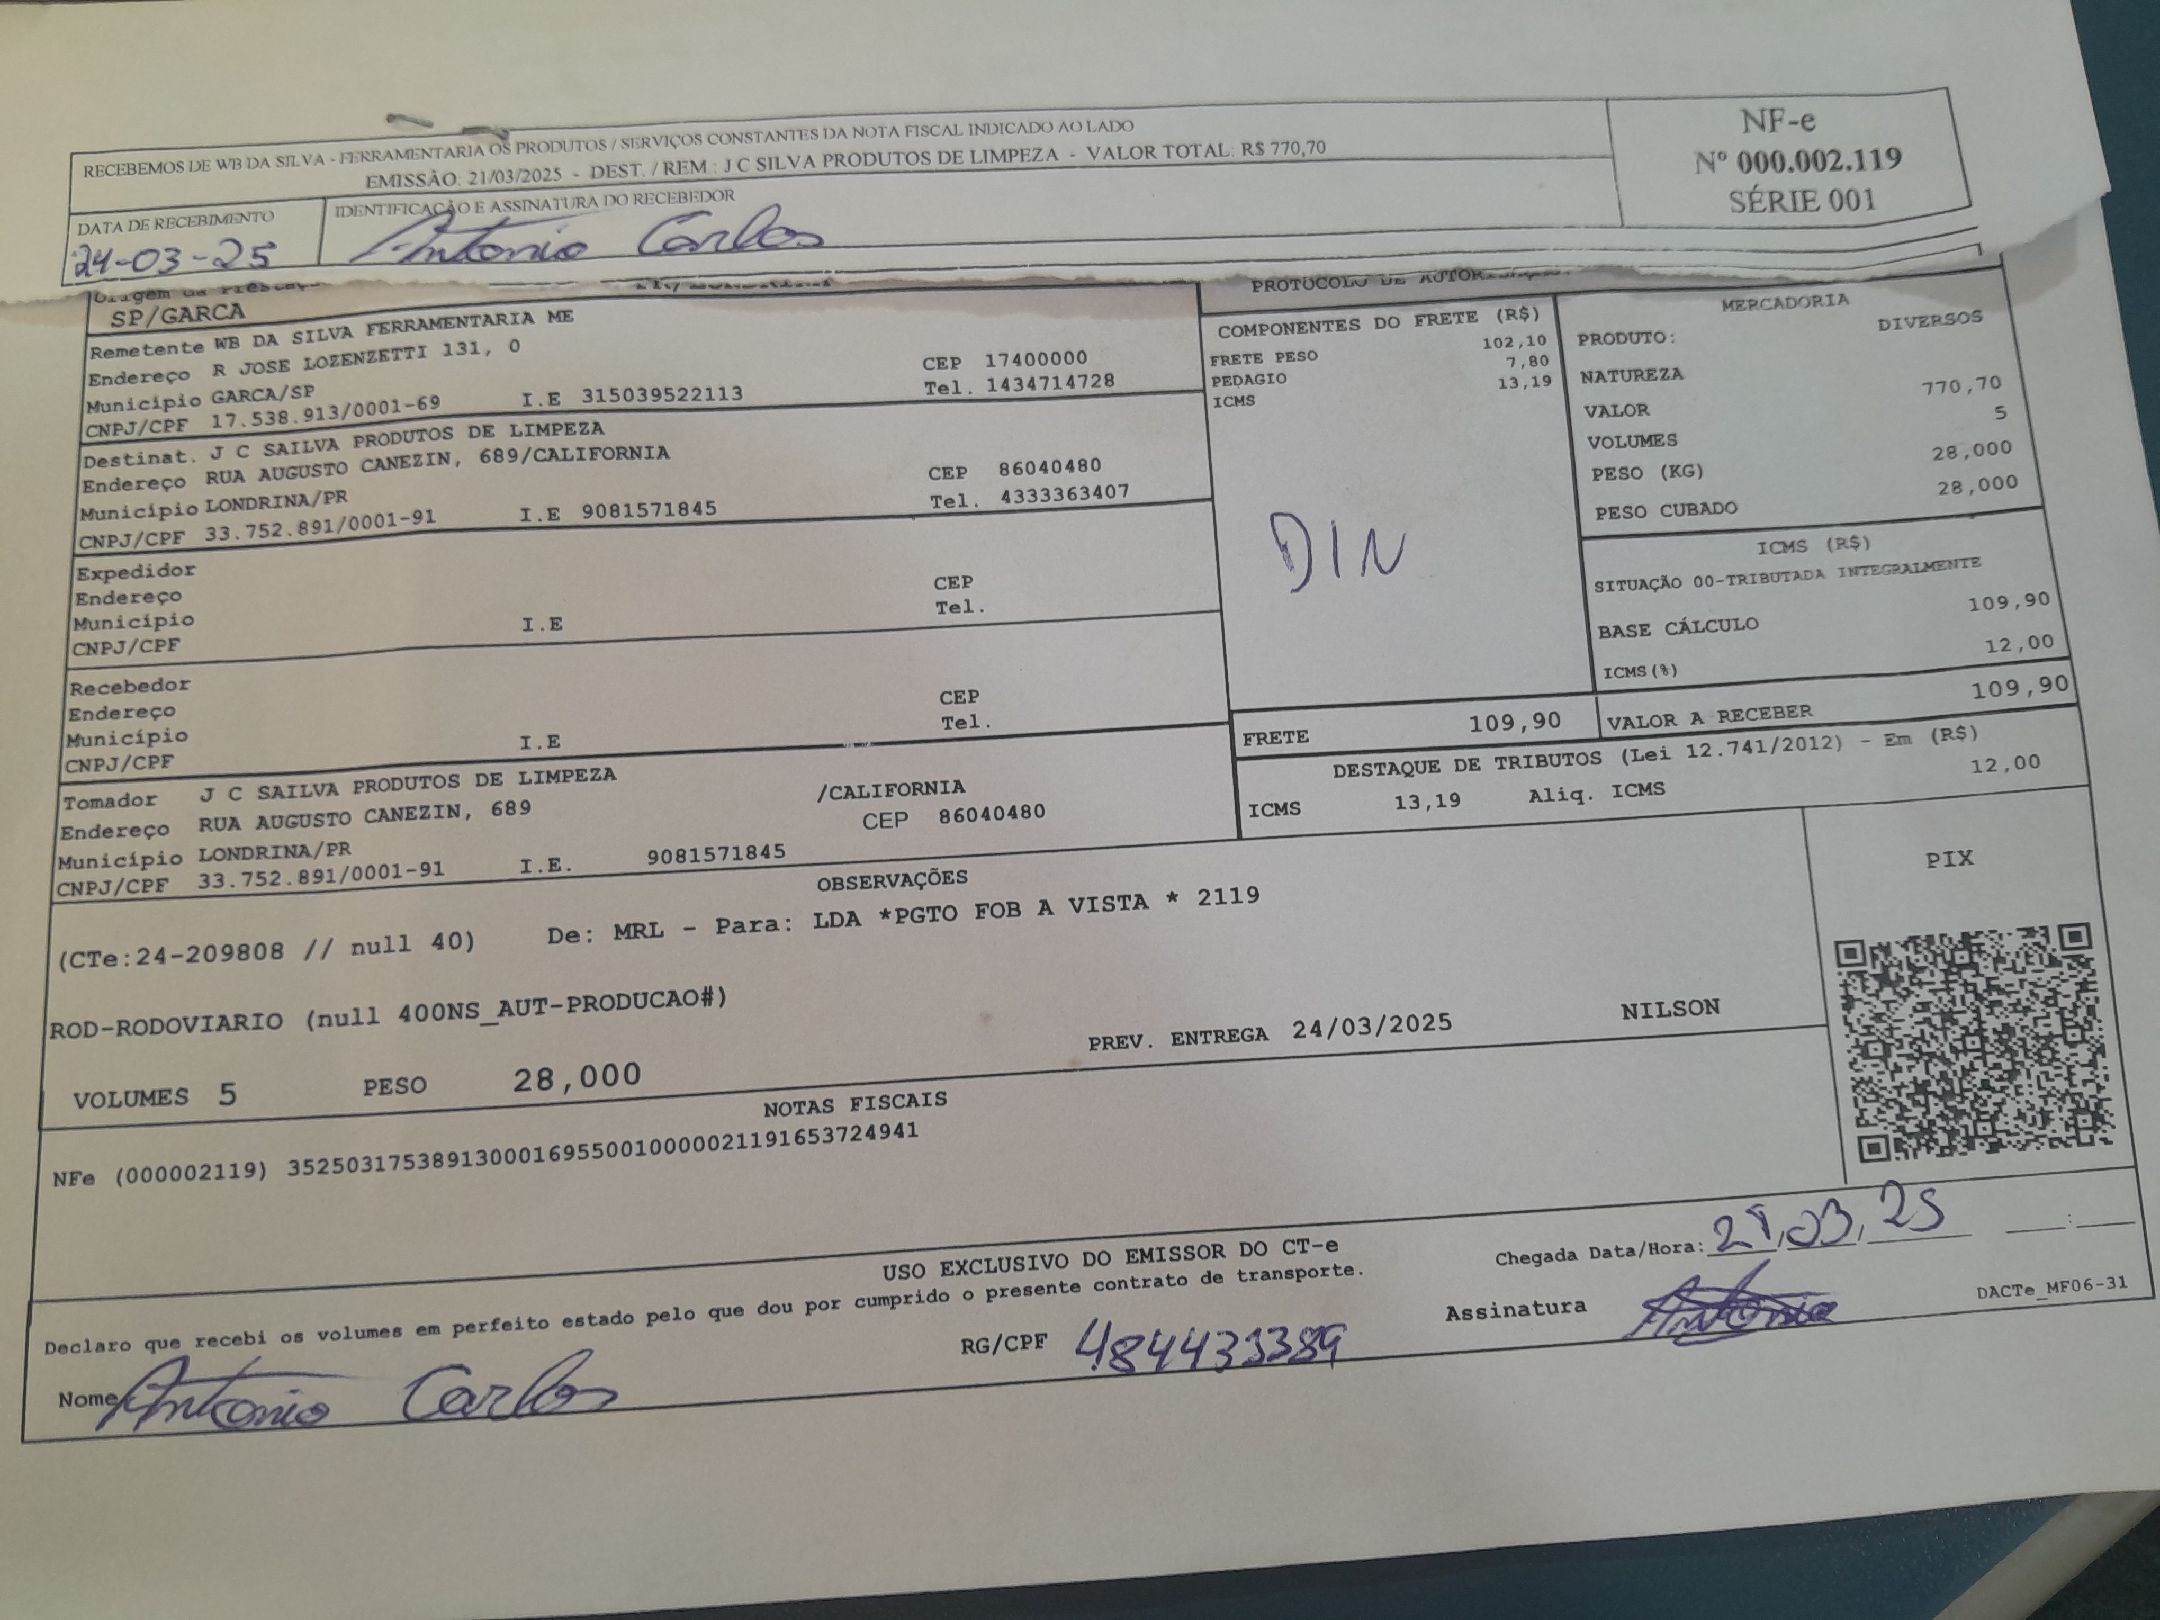 RECEBEMOS DE WB DA SILVA - FERRAMENTARIA OS PRODUTOS / SERVIÇOS CONSTANTES DA NOTA FISCAL INDICADO AO LADO
EMISSÃO: 21/03/2025 - DEST. / REM.: J C SILVA PRODUTOS DE LIMPEZA - VALOR TOTAL: R$ 770,70
NF-e
Nº 000.002.119
SÉRIE 001
DATA DE RECEBIMENTO
24-03-25
IDENTIFICAÇÃO E ASSINATURA DO RECEBEDOR
Antonio Carlos
SP/GARCA
Remetente WB DA SILVA FERRAMENTARIA ME
Endereço R JOSE LOZENZETTI 131, 0 CEP 17400000
Município GARCA/SP Tel. 1434714728
CNPJ/CPF 17.538.913/0001-69 I.E 315039522113
Destinat. J C SAILVA PRODUTOS DE LIMPEZA
Endereço RUA AUGUSTO CANEZIN, 689/CALIFORNIA CEP 86040480
Município LONDRINA/PR Tel. 4333363407
CNPJ/CPF 33.752.891/0001-91 I.E 9081571845
Expedidor
Endereço CEP
Município I.E Tel.
CNPJ/CPF
Recebedor
Endereço CEP
Município I.E Tel.
CNPJ/CPF
Tomador J C SAILVA PRODUTOS DE LIMPEZA
Endereço RUA AUGUSTO CANEZIN, 689 /CALIFORNIA
Município LONDRINA/PR CEP 86040480
CNPJ/CPF 33.752.891/0001-91 I.E. 9081571845
PROTOCOLO DE
COMPONENTES DO FRETE (R$)
FRETE PESO 102,10
PEDAGIO 7,80
ICMS 13,19
DIN
FRETE 109,90
MERCADORIA
PRODUTO: DIVERSOS
NATUREZA
VALOR 770,70
VOLUMES 5
PESO (KG) 28,000
PESO CUBADO 28,000
ICMS (R$)
SITUAÇÃO 00-TRIBUTADA INTEGRALMENTE
BASE CÁLCULO 109,90
ICMS(%) 12,00
VALOR A RECEBER 109,90
DESTAQUE DE TRIBUTOS (Lei 12.741/2012) - Em (R$)
ICMS 13,19 Aliq. ICMS 12,00
OBSERVAÇÕES
(CTe:24-209808 // null 40) De: MRL - Para: LDA *PGTO FOB A VISTA * 2119
ROD-RODOVIARIO (null 400NS_AUT-PRODUCAO#)
PREV. ENTREGA 24/03/2025 NILSON
VOLUMES 5 PESO 28,000
PIX
NOTAS FISCAIS
NFe (000002119) 35250317538913000169550010000021191653724941
USO EXCLUSIVO DO EMISSOR DO CT-e
Declaro que recebi os volumes em perfeito estado pelo que dou por cumprido o presente contrato de transporte.
Chegada Data/Hora: 03, 25 :
Nome Antonio Carlos
RG/CPF 484433389
Assinatura Antonio
DACTe_MF06-31